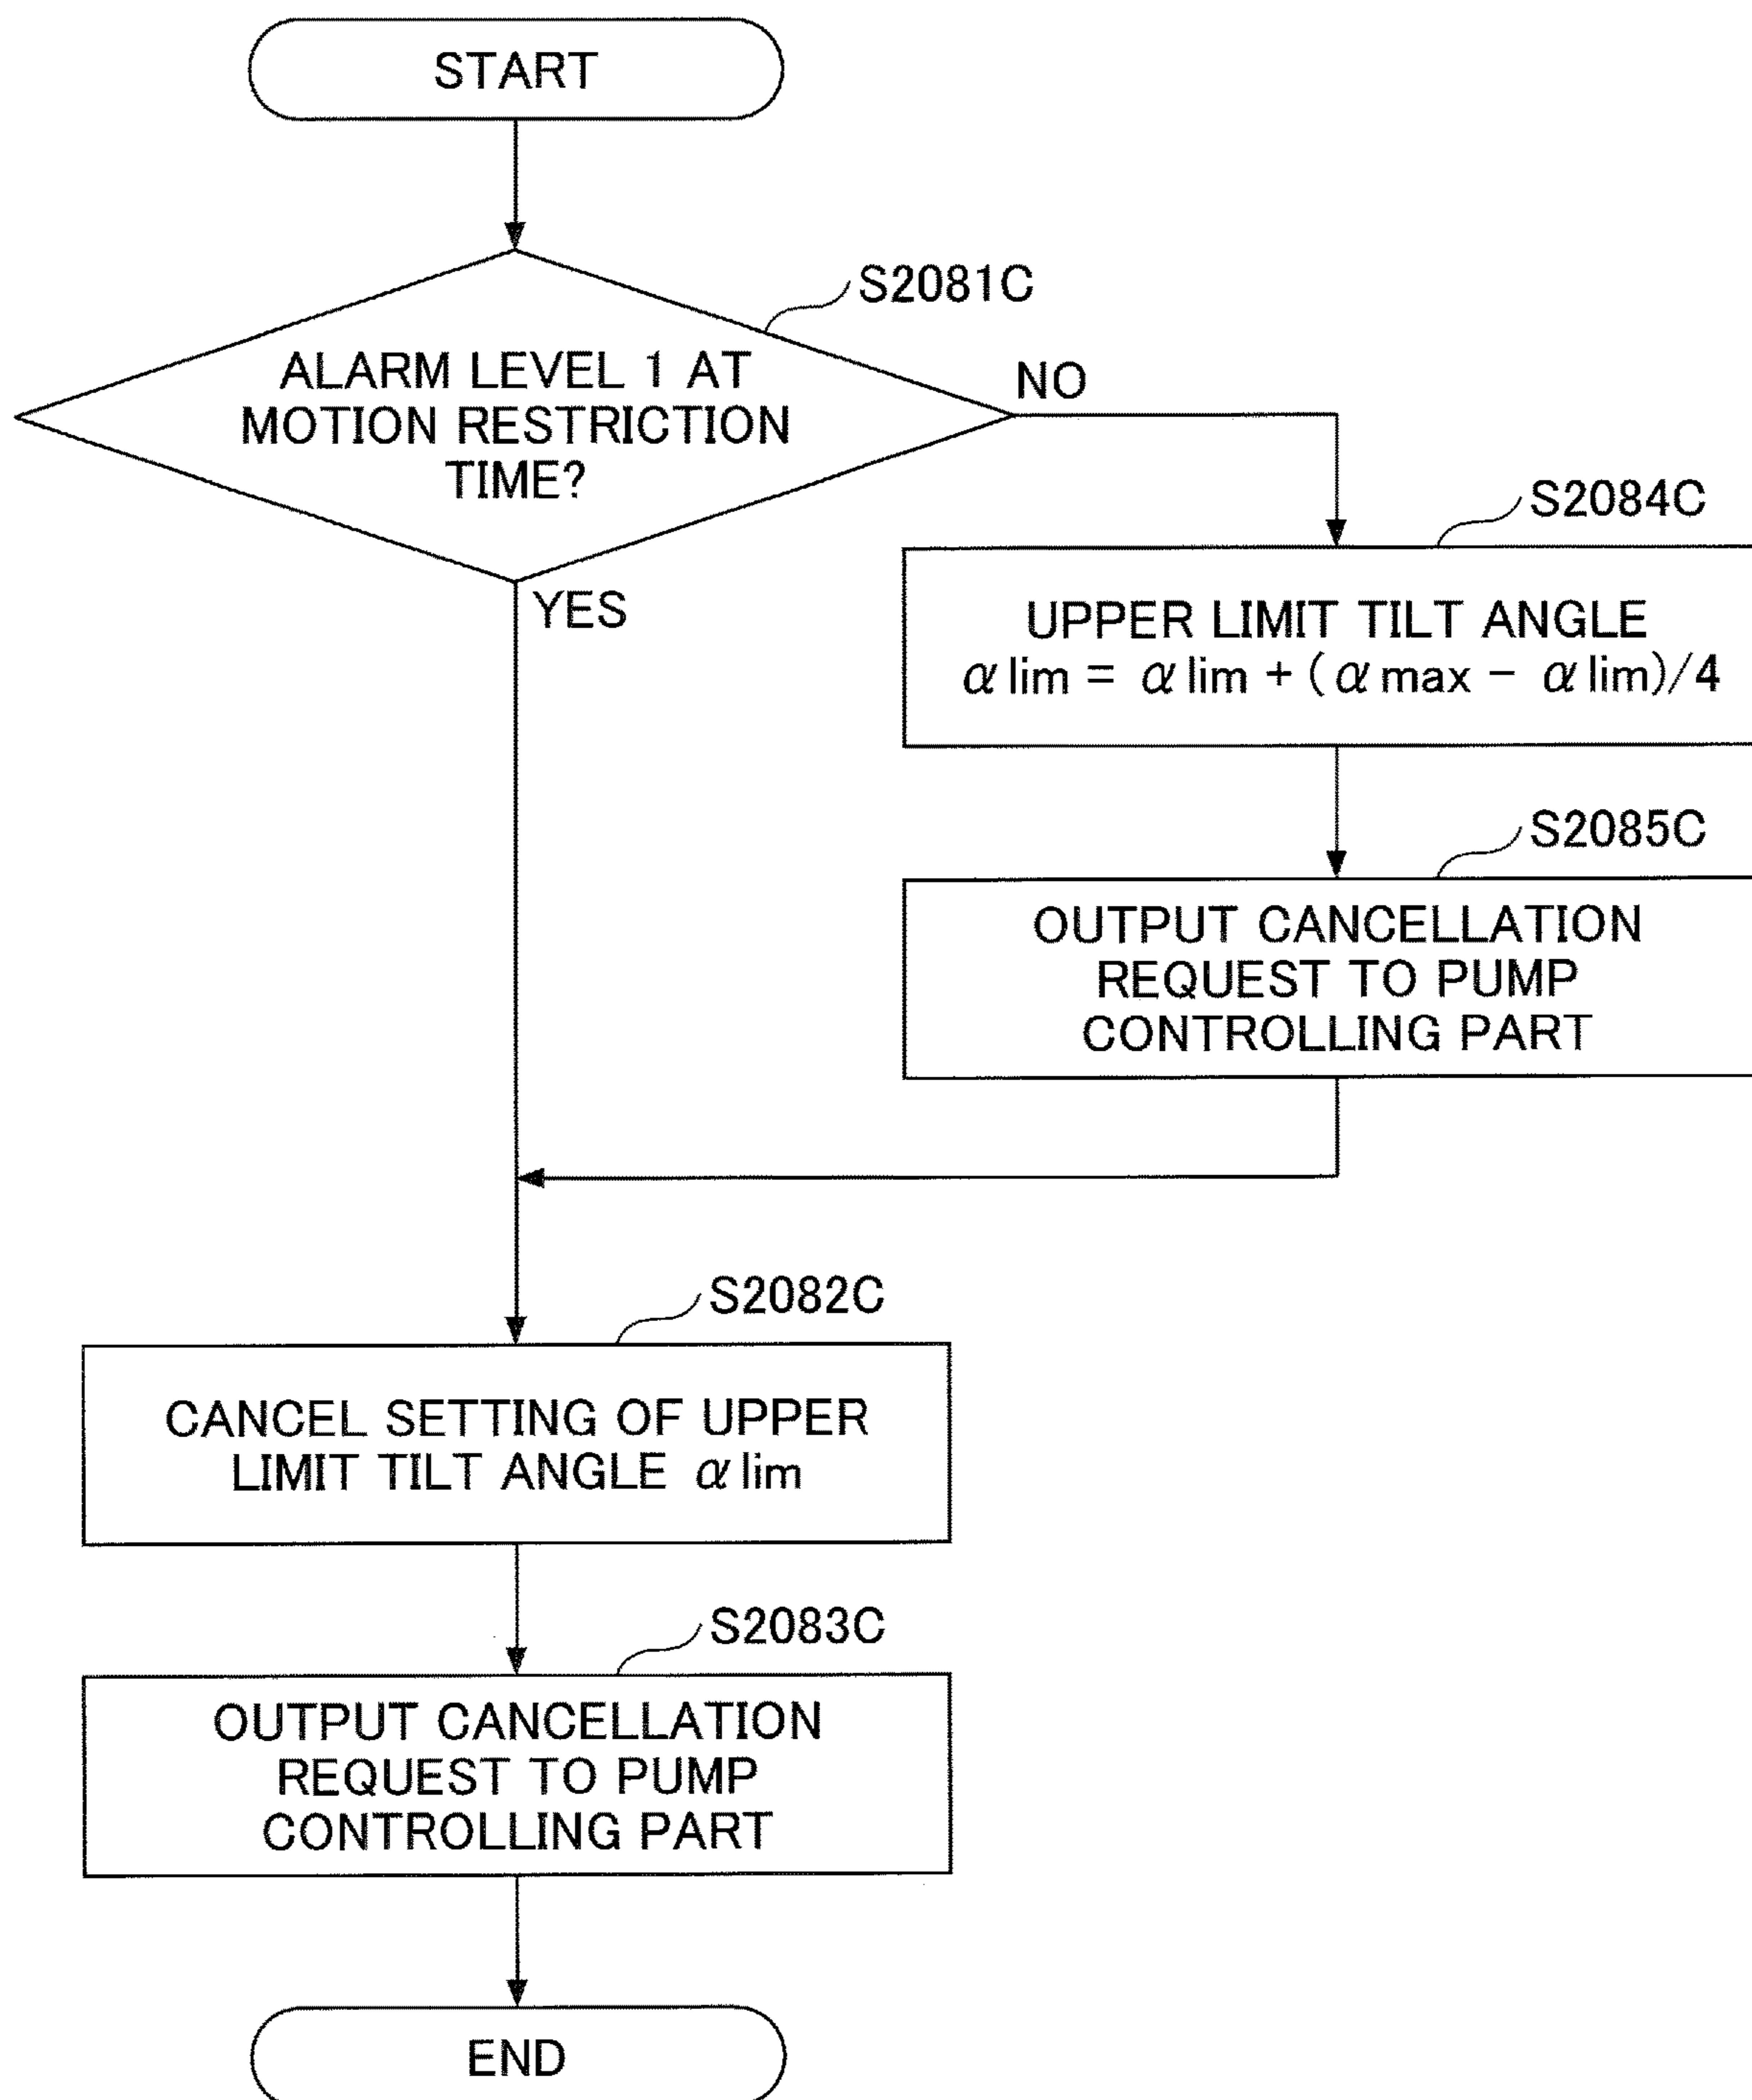 START
S2081C
ALARM LEVEL 1 AT
MOTION RESTRICTION
TIME?
NO
YES
S2084C
UPPER LIMIT TILT ANGLE
α lim = α lim + (α max − α lim)/4
S2085C
OUTPUT CANCELLATION
REQUEST TO PUMP
CONTROLLING PART
S2082C
CANCEL SETTING OF UPPER
LIMIT TILT ANGLE α lim
S2083C
OUTPUT CANCELLATION
REQUEST TO PUMP
CONTROLLING PART
END